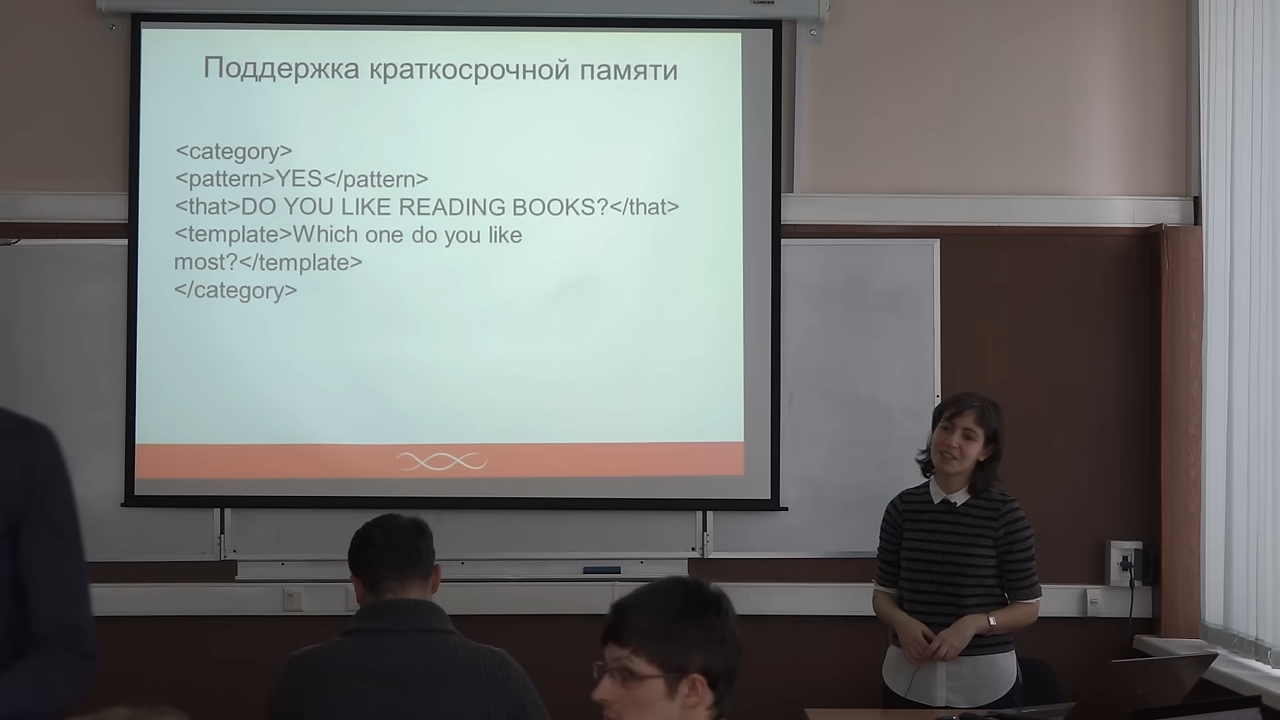 Поддержка краткосрочной памяти
<category>
<pattern>YES</pattern>
<that>DO YOU LIKE READING BOOKS?</that>
<template>Which one do you like
most?</template>
</category>